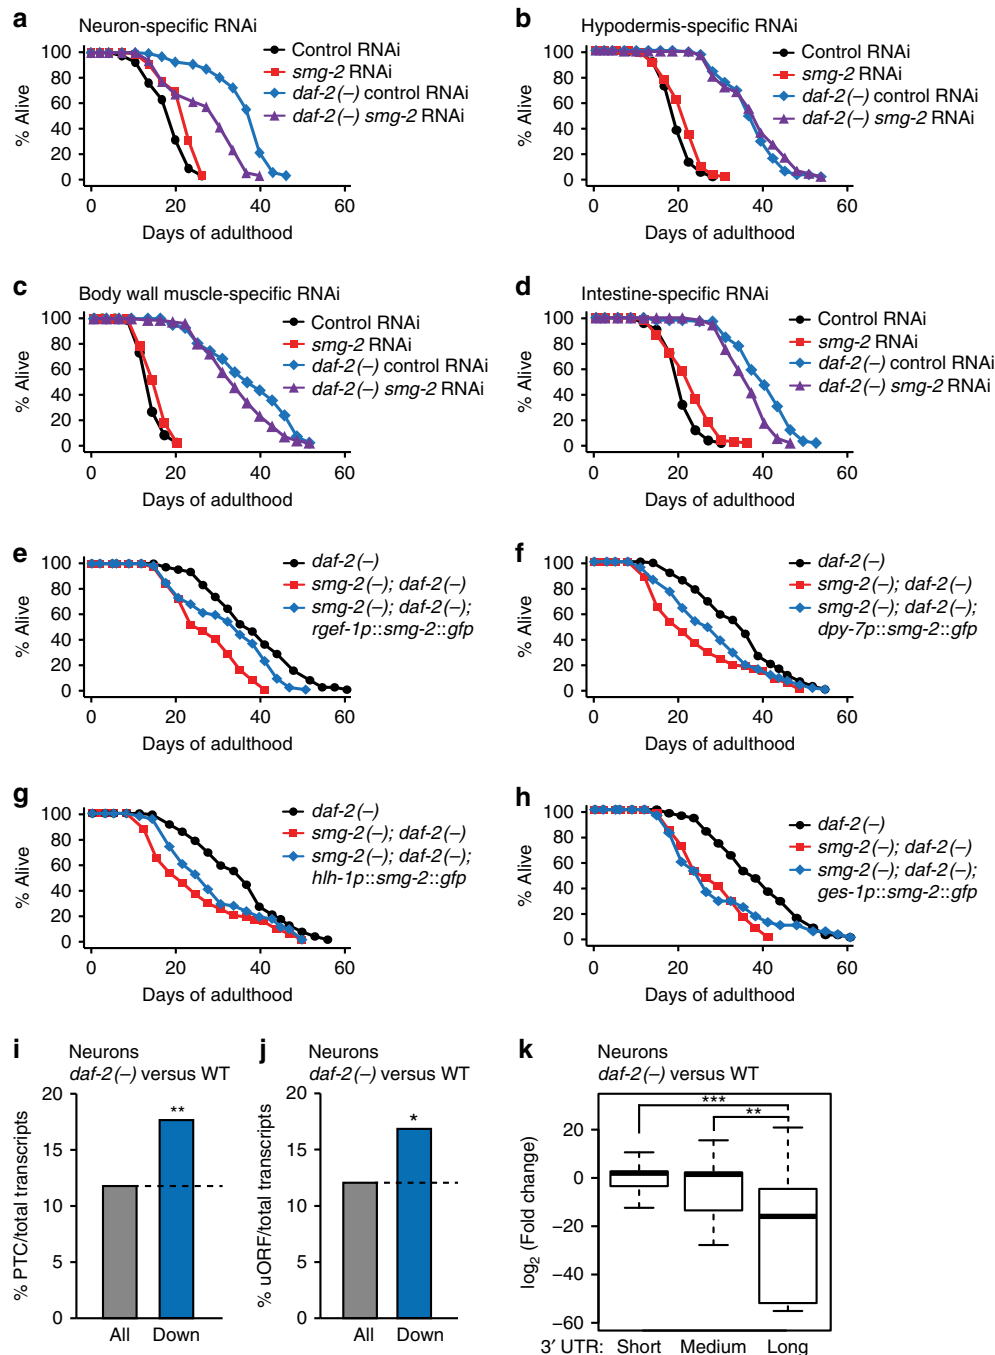 a Neuron-specific RNAi
% Alive
100
80
60
40
20
0
0 20 40 60
Days of adulthood
Control RNAi
smg-2 RNAi
daf-2(–) control RNAi
daf-2(–) smg-2 RNAi
b Hypodermis-specific RNAi
% Alive
100
80
60
40
20
0
0 20 40 60
Days of adulthood
Control RNAi
smg-2 RNAi
daf-2(–) control RNAi
daf-2(–) smg-2 RNAi
c Body wall muscle-specific RNAi
% Alive
100
80
60
40
20
0
0 20 40 60
Days of adulthood
Control RNAi
smg-2 RNAi
daf-2(–) control RNAi
daf-2(–) smg-2 RNAi
d Intestine-specific RNAi
% Alive
100
80
60
40
20
0
0 20 40 60
Days of adulthood
Control RNAi
smg-2 RNAi
daf-2(–) control RNAi
daf-2(–) smg-2 RNAi
e
% Alive
100
80
60
40
20
0
0 20 40 60
Days of adulthood
daf-2(–)
smg-2(–); daf-2(–)
smg-2(–); daf-2(–);
rgef-1p::smg-2::gfp
f
% Alive
100
80
60
40
20
0
0 20 40 60
Days of adulthood
daf-2(–)
smg-2(–); daf-2(–)
smg-2(–); daf-2(–);
dpy-7p::smg-2::gfp
g
% Alive
100
80
60
40
20
0
0 20 40 60
Days of adulthood
daf-2(–)
smg-2(–); daf-2(–)
smg-2(–); daf-2(–);
hlh-1p::smg-2::gfp
h
% Alive
100
80
60
40
20
0
0 20 40 60
Days of adulthood
daf-2(–)
smg-2(–); daf-2(–)
smg-2(–); daf-2(–);
ges-1p::smg-2::gfp
i Neurons
daf-2(–) versus WT
% PTC/total transcripts
20
15
10
5
0
**
All Down
j Neurons
daf-2(–) versus WT
% uORF/total transcripts
20
15
10
5
0
*
All Down
k Neurons
daf-2(–) versus WT
log2 (Fold change)
20
0
−20
−40
−60
***
**
3′ UTR: Short Medium Long